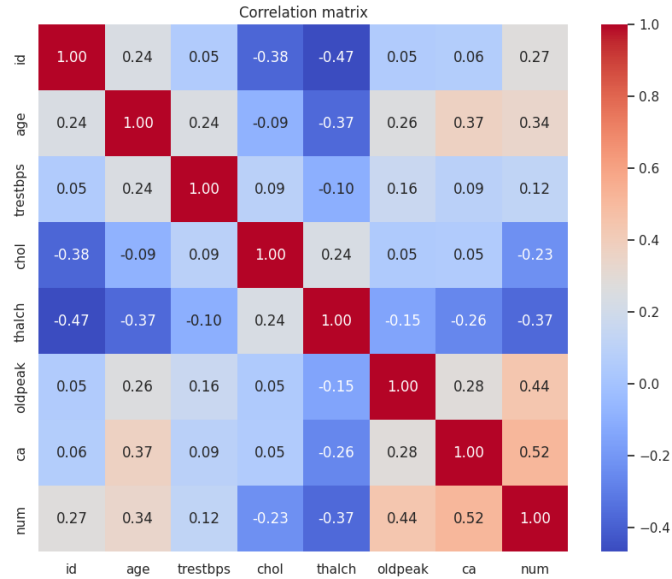 Correlation matrix
id 1.00 0.24 0.05 -0.38 -0.47 0.05 0.06 0.27
age 0.24 1.00 0.24 -0.09 -0.37 0.26 0.37 0.34
trestbps 0.05 0.24 1.00 0.09 -0.10 0.16 0.09 0.12
chol -0.38 -0.09 0.09 1.00 0.24 0.05 0.05 -0.23
thalch -0.47 -0.37 -0.10 0.24 1.00 -0.15 -0.26 -0.37
oldpeak 0.05 0.26 0.16 0.05 -0.15 1.00 0.28 0.44
ca 0.06 0.37 0.09 0.05 -0.26 0.28 1.00 0.52
num 0.27 0.34 0.12 -0.23 -0.37 0.44 0.52 1.00
id age trestbps chol thalch oldpeak ca num
1.0
0.8
0.6
0.4
0.2
0.0
-0.2
-0.4